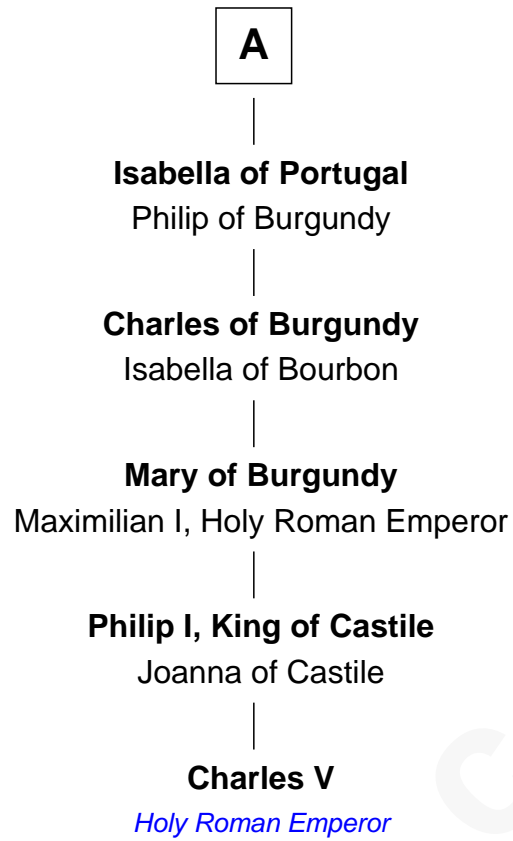 A
Isabella of Portugal
Philip of Burgundy
Charles of Burgundy
Isabella of Bourbon
Mary of Burgundy
Maximilian I, Holy Roman Emperor
Philip I, King of Castile
Joanna of Castile
Charles V
Holy Roman Emperor